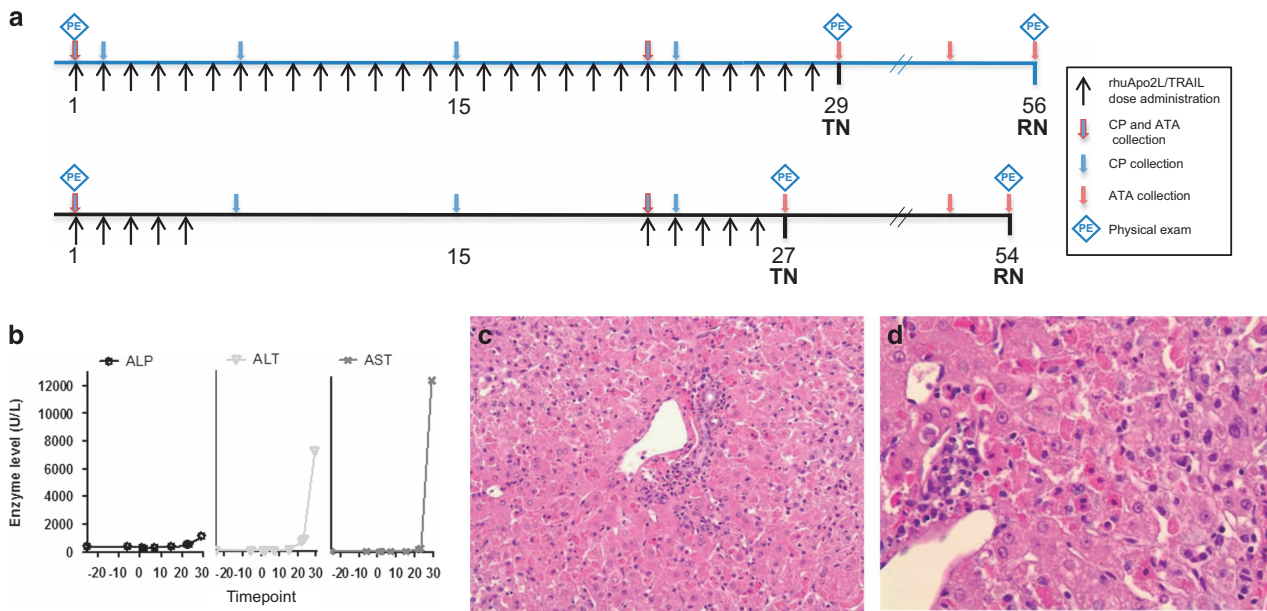 a
PE PE PE
1 15 29 56
TN RN
PE PE PE
1 15 27 54
TN RN
rhuApo2L/TRAIL
dose administration
CP and ATA
collection
CP collection
ATA collection
PE Physical exam
b
ALP ALT AST
Enzyme level (U/L)
12000
10000
8000
6000
4000
2000
0
-20 -10 0 10 20 30 -20 -10 0 10 20 30 -20 -10 0 10 20 30
Timepoint
c
d